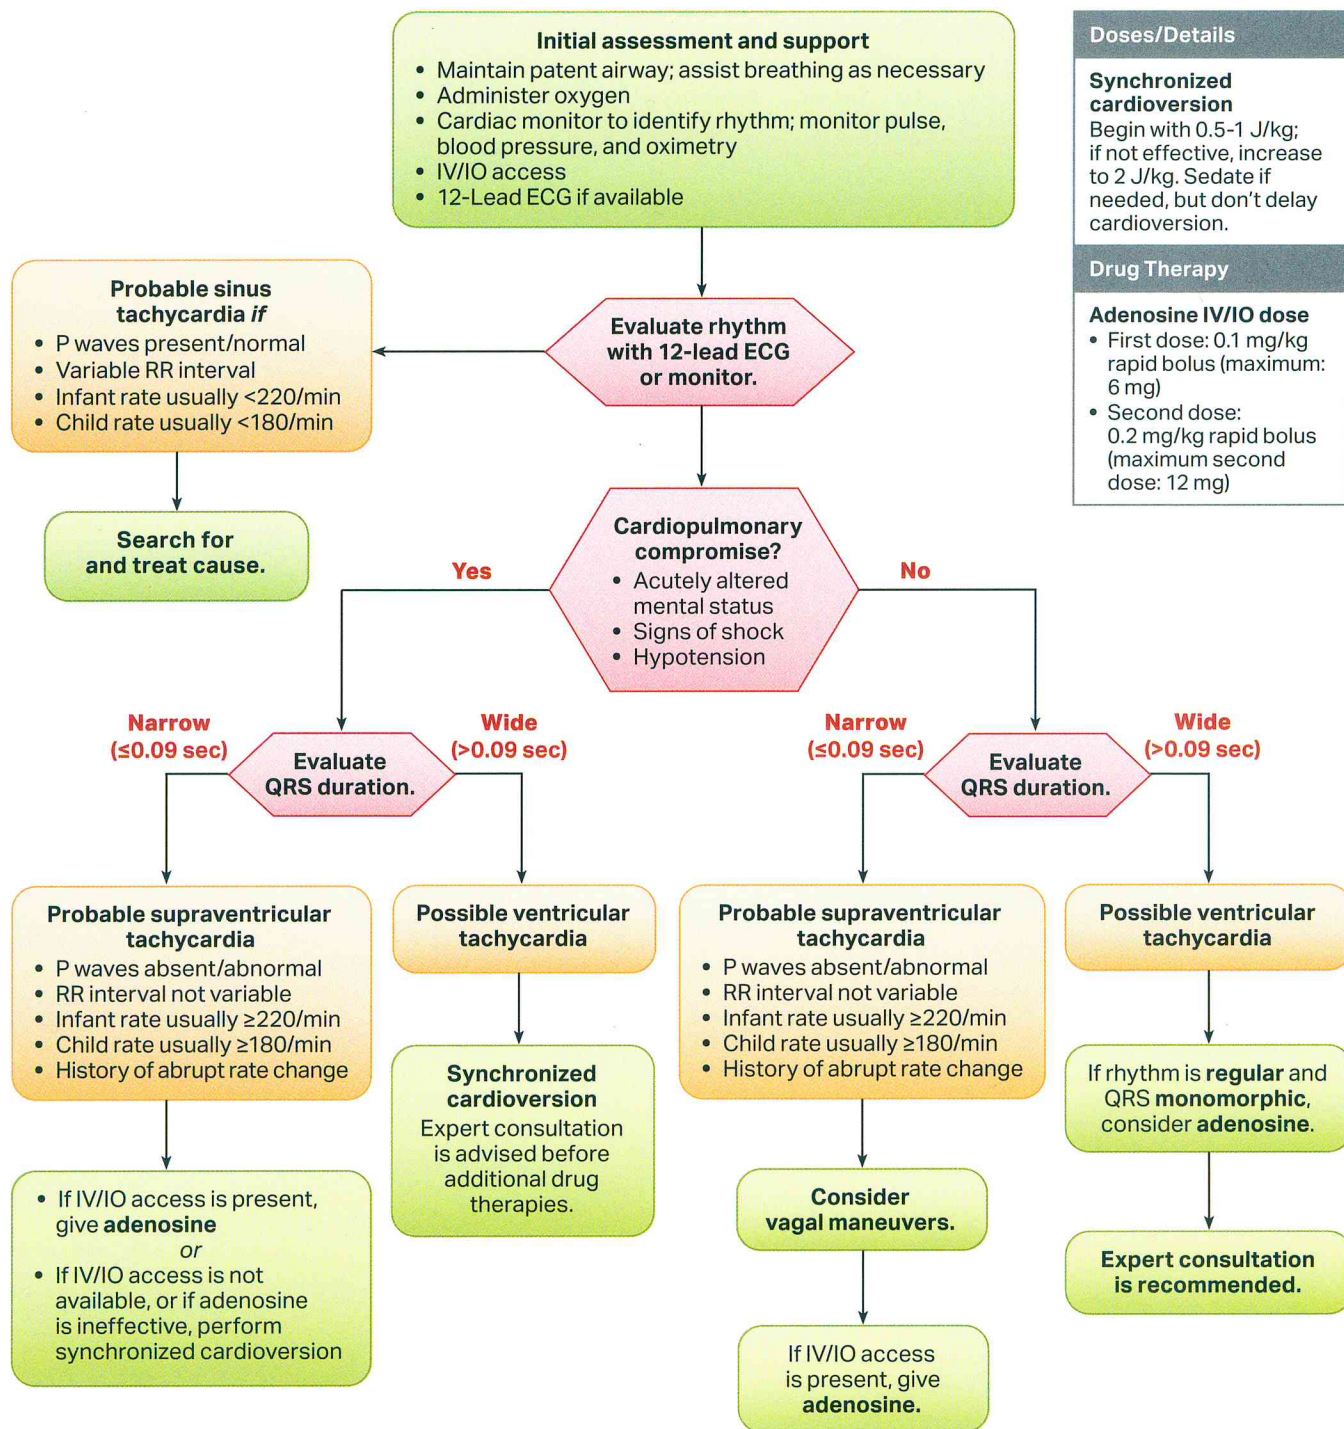 Initial assessment and support
• Maintain patent airway; assist breathing as necessary
• Administer oxygen
• Cardiac monitor to identify rhythm; monitor pulse,
blood pressure, and oximetry
• IV/IO access
• 12-Lead ECG if available
Doses/Details
Synchronized
cardioversion
Begin with 0.5-1 J/kg;
if not effective, increase
to 2 J/kg. Sedate if
needed, but don't delay
cardioversion.
Drug Therapy
Adenosine IV/IO dose
• First dose: 0.1 mg/kg
rapid bolus (maximum:
6 mg)
• Second dose:
0.2 mg/kg rapid bolus
(maximum second
dose: 12 mg)
Probable sinus
tachycardia if
• P waves present/normal
• Variable RR interval
• Infant rate usually <220/min
• Child rate usually <180/min
Evaluate rhythm
with 12-lead ECG
or monitor.
Search for
and treat cause.
Cardiopulmonary
compromise?
• Acutely altered
mental status
• Signs of shock
• Hypotension
Yes
No
Narrow
(≤0.09 sec)
Evaluate
QRS duration.
Wide
(>0.09 sec)
Narrow
(≤0.09 sec)
Evaluate
QRS duration.
Wide
(>0.09 sec)
Probable supraventricular
tachycardia
• P waves absent/abnormal
• RR interval not variable
• Infant rate usually ≥220/min
• Child rate usually ≥180/min
• History of abrupt rate change
Possible ventricular
tachycardia
Probable supraventricular
tachycardia
• P waves absent/abnormal
• RR interval not variable
• Infant rate usually ≥220/min
• Child rate usually ≥180/min
• History of abrupt rate change
Possible ventricular
tachycardia
• If IV/IO access is present,
give adenosine
or
• If IV/IO access is not
available, or if adenosine
is ineffective, perform
synchronized cardioversion
Synchronized
cardioversion
Expert consultation
is advised before
additional drug
therapies.
Consider
vagal maneuvers.
If IV/IO access
is present, give
adenosine.
If rhythm is regular and
QRS monomorphic,
consider adenosine.
Expert consultation
is recommended.